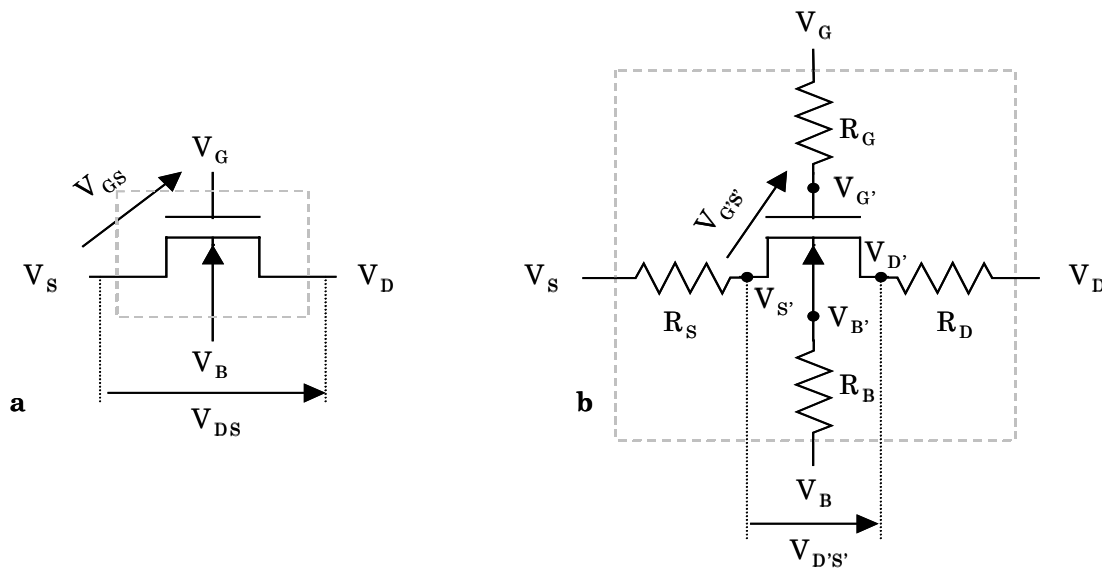 V_G
V_GS
V_S
V_D
V_B
a
V_DS
V_G
R_G
V_G'
V_G'S'
V_D'
V_S
V_D
V_S'
R_S
V_B'
R_D
R_B
b
V_B
V_D'S'